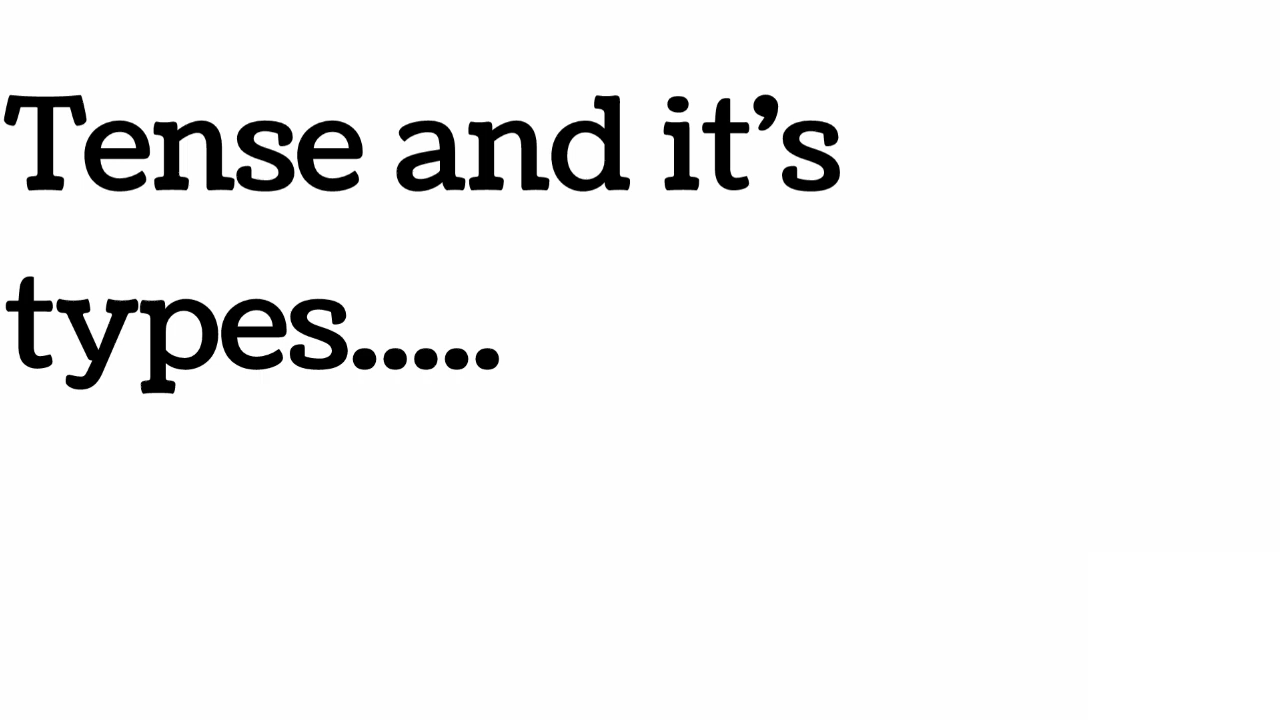 Tense and it’s
types.....